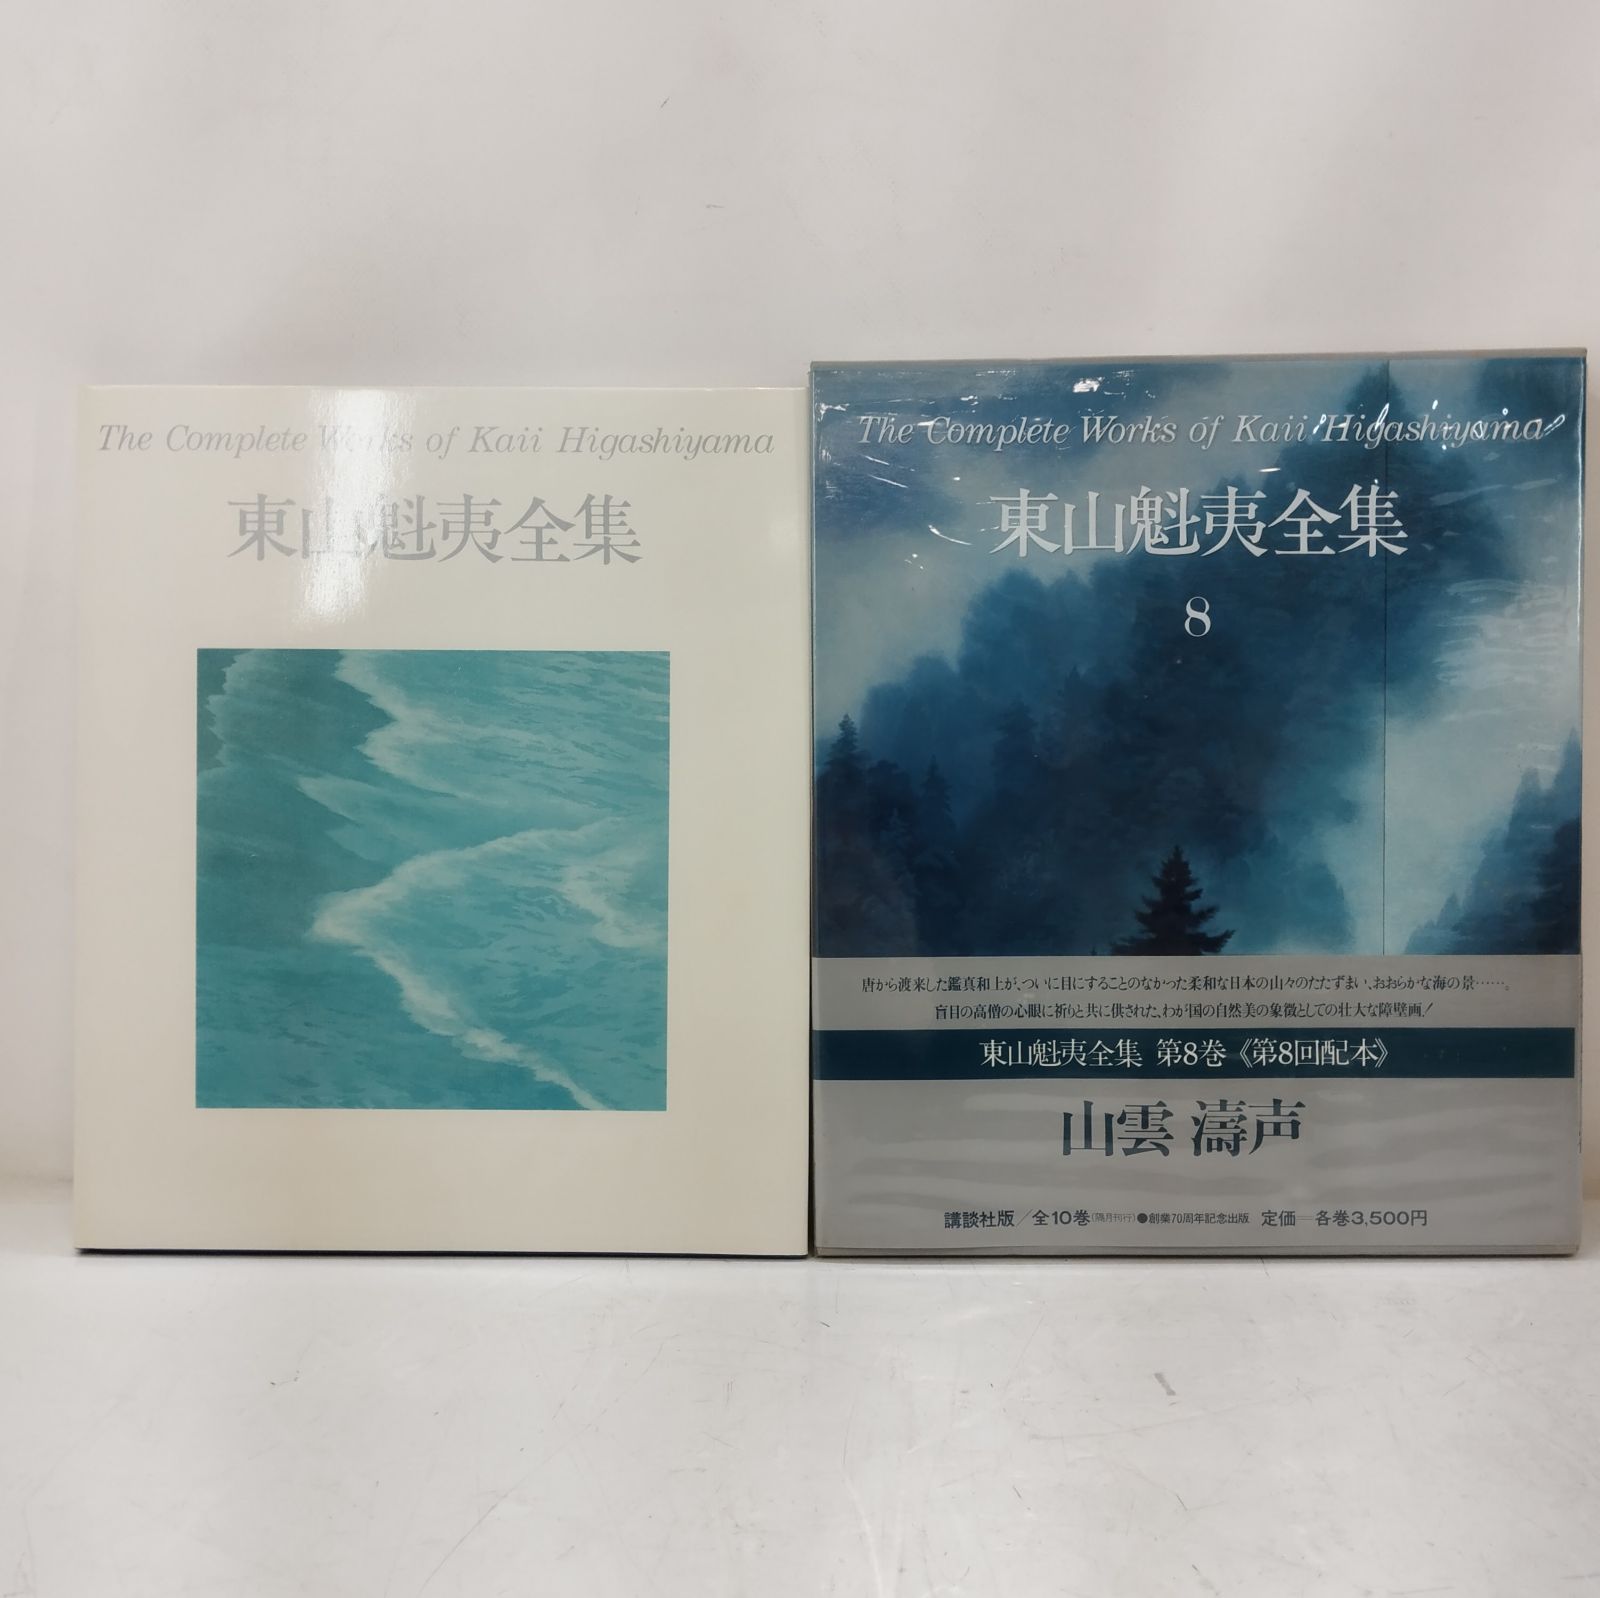 The Complete Works of Kaii Higashiyama
東山魁夷全集
The Complete Works of Kaii Higashiyama
東山魁夷全集
8
唐から渡来した鑑真和上が、ついに目にすることのなかった柔和な日本の山々のたたずまい、おおらかな海の景……。
盲目の高僧の心眼に祈りと共に供された、わが国の自然美の象徴としての壮大な障壁画!
東山魁夷全集 第8巻《第8回配本》
山雲 濤声
講談社版/全10巻(隔月刊行)●創業70周年記念出版 定価=各巻3,500円